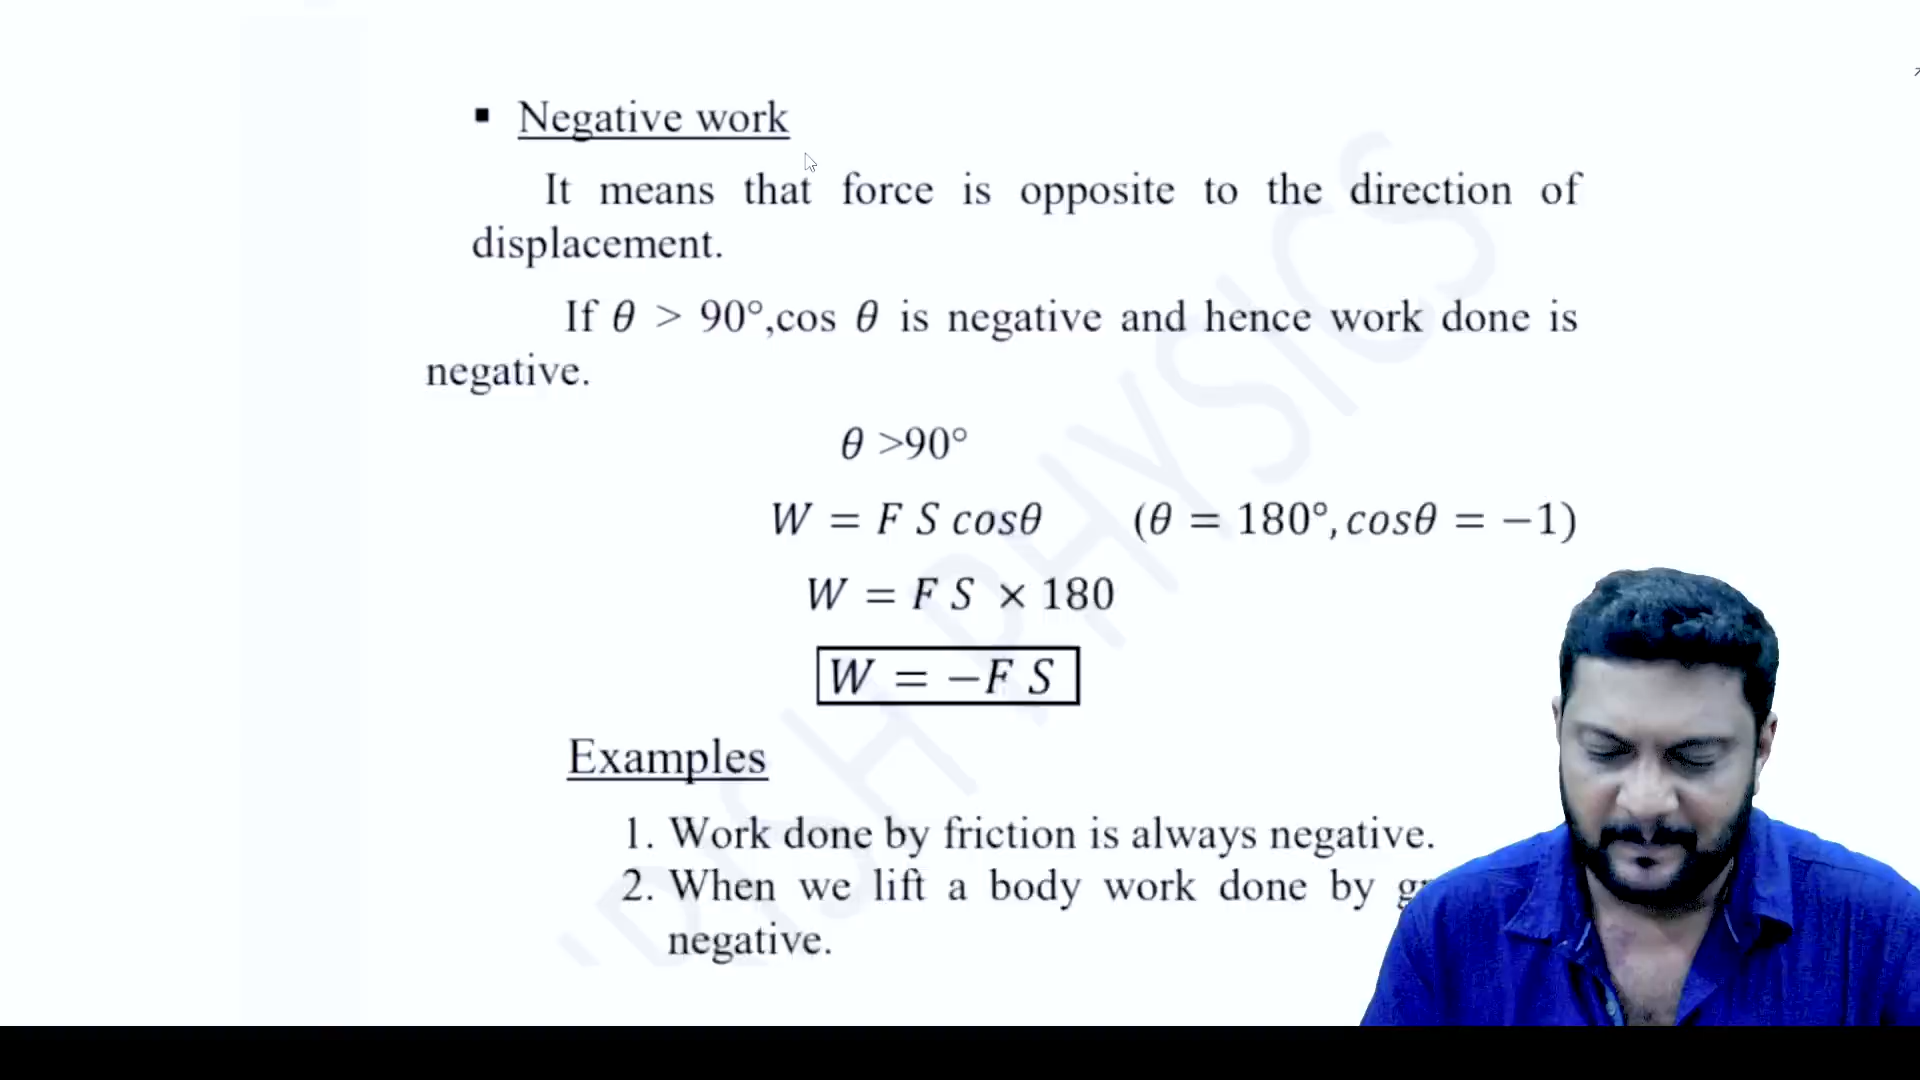 ▪ Negative work
It means that force is opposite to the direction of
displacement.
If θ > 90°,cos θ is negative and hence work done is
negative.
θ >90°
W = F S cosθ (θ = 180°, cosθ = −1)
W = F S × 180
W = −F S
Examples
1. Work done by friction is always negative.
2. When we lift a body work done by
negative.
PHYSICS